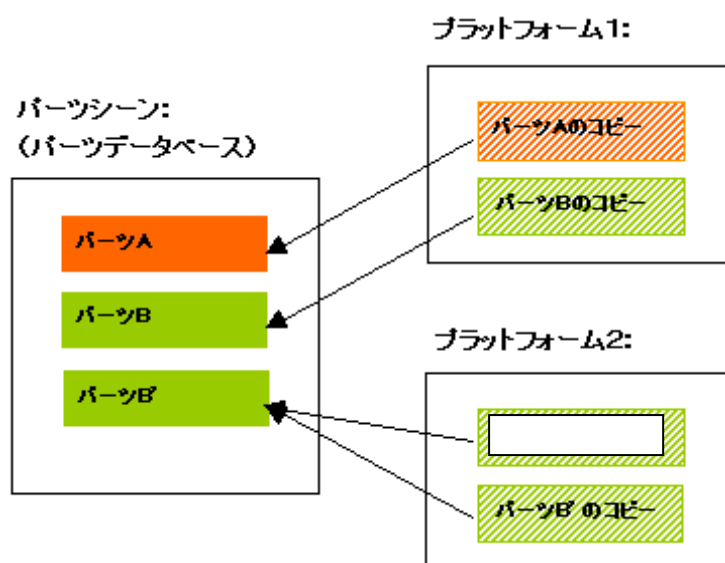 パーツシーン:
(パーツデータベース)
パーツA
パーツB
パーツB'
プラットフォーム1:
パーツAのコピー
パーツBのコピー
プラットフォーム2:
パーツB'のコピー